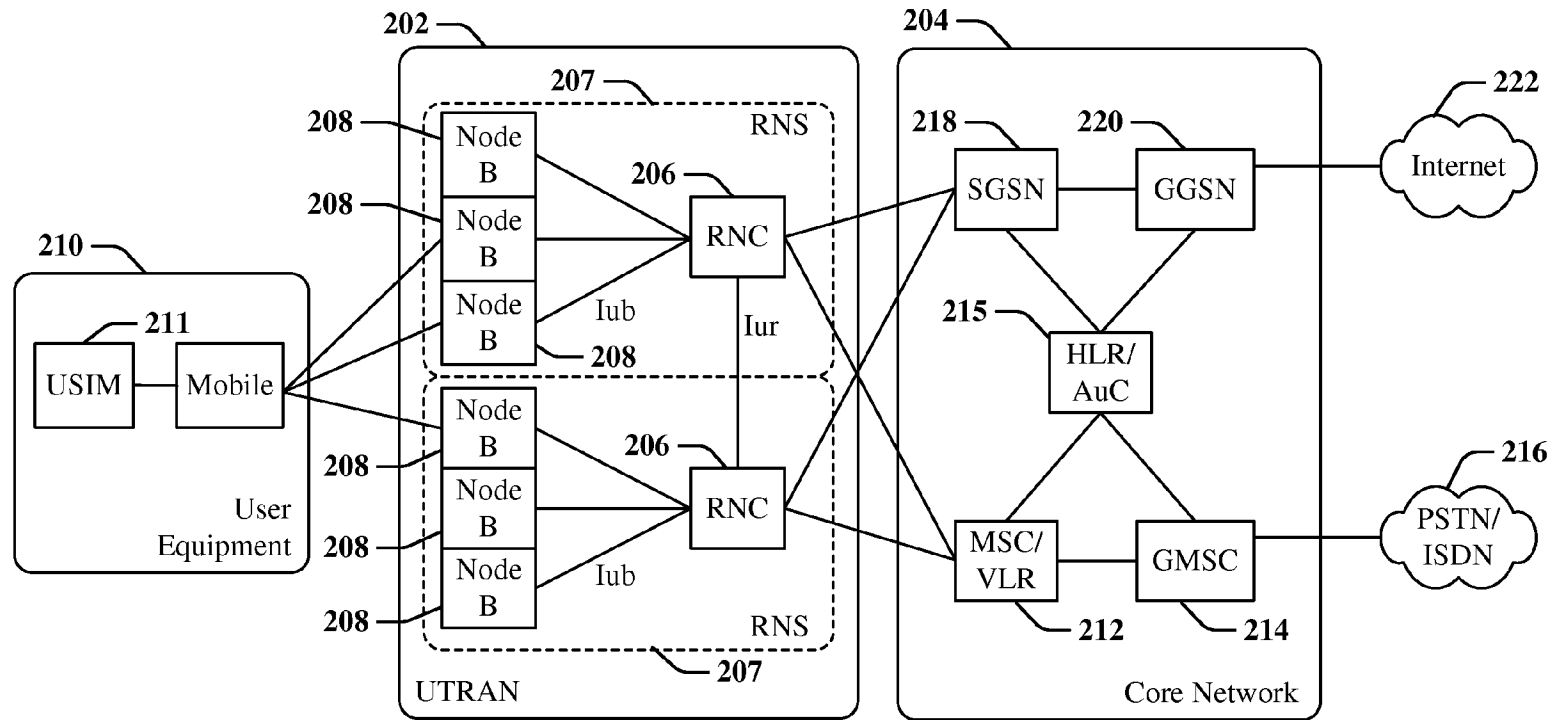 202
204
207
222
208
Node
B
RNS
218
220
206
Internet
SGSN
GGSN
208
Node
B
RNC
210
Node
B
Iub
Iur
215
211
208
HLR/
AuC
USIM
Mobile
Node
B
206
208
216
Node
B
RNC
PSTN/
ISDN
User
Equipment
208
MSC/
VLR
GMSC
Node
B
Iub
208
RNS
212
214
207
UTRAN
Core Network